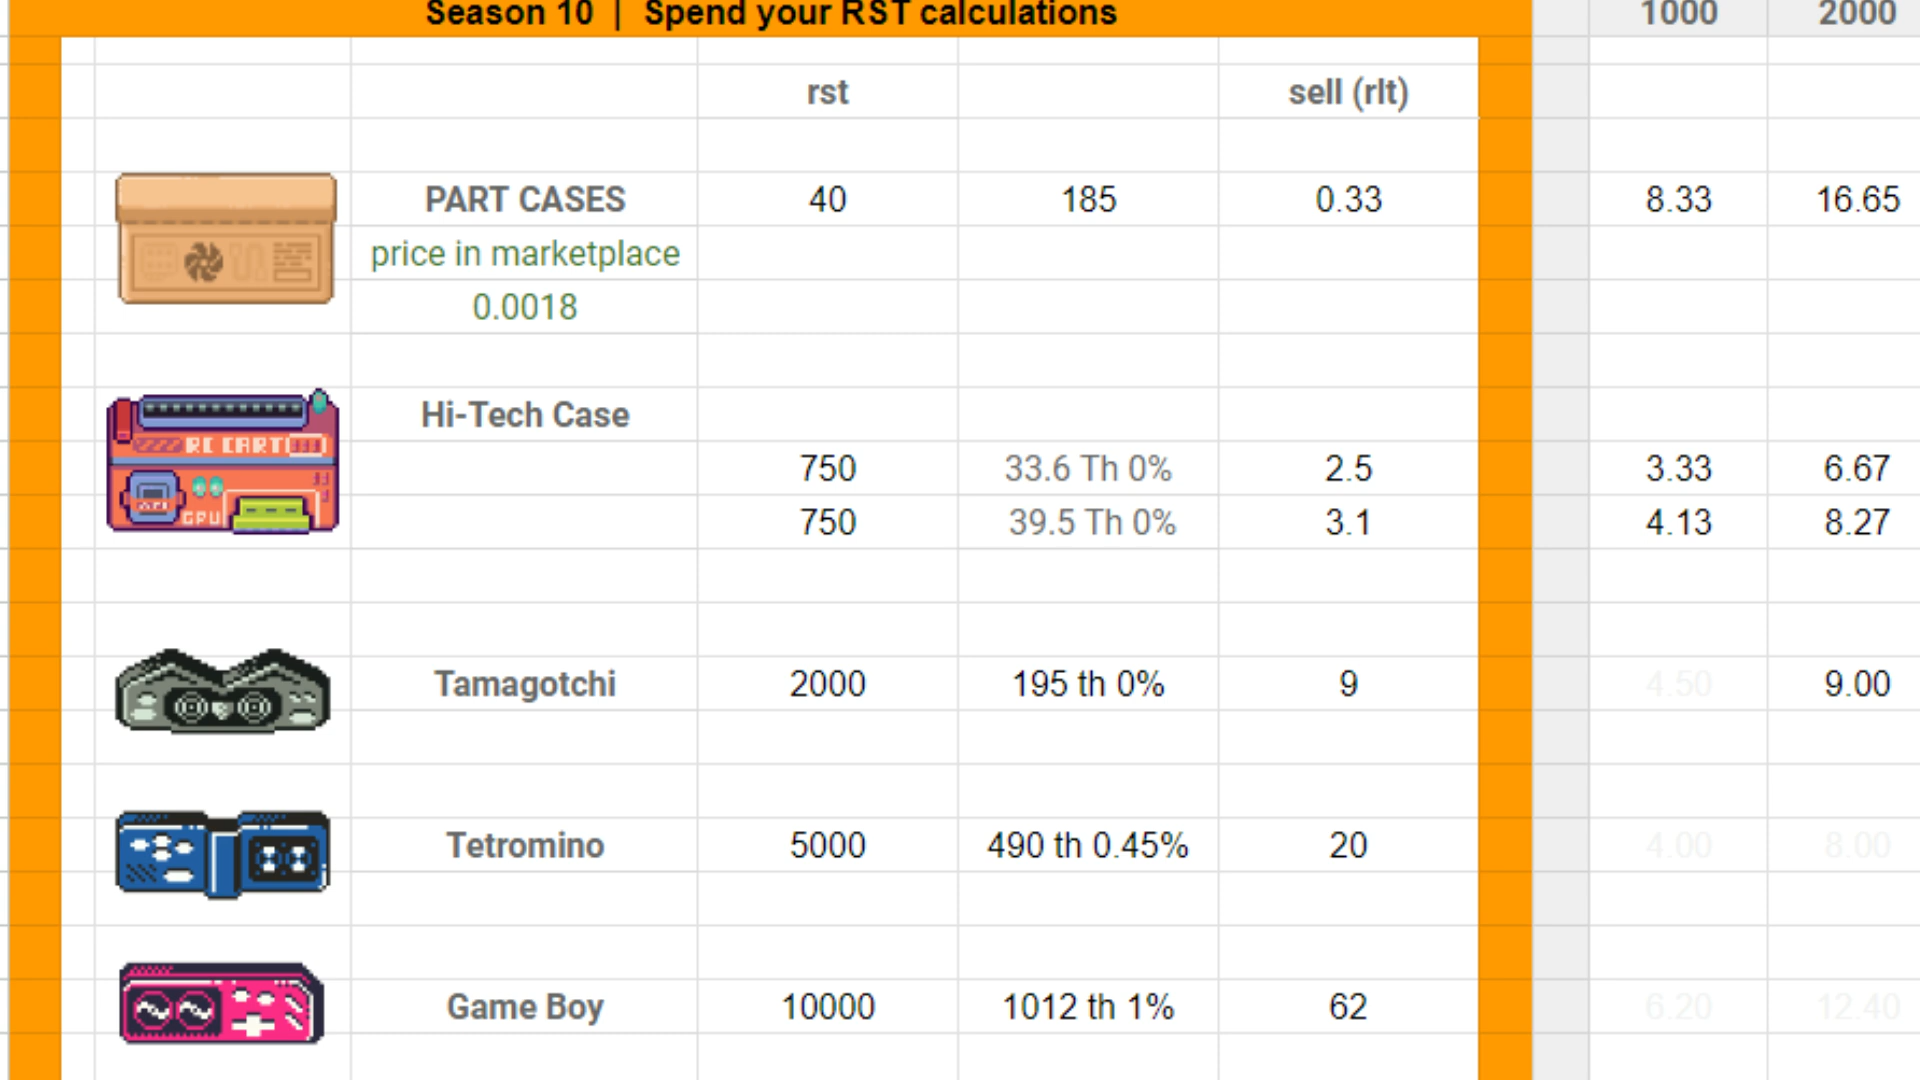 Season 10 | Spend your RST calculations 1000 2000
rst sell (rlt)
PART CASES 40 185 0.33 8.33 16.65
price in marketplace
0.0018
RC CART
GPU
Hi-Tech Case
750 33.6 Th 0% 2.5 3.33 6.67
750 39.5 Th 0% 3.1 4.13 8.27
Tamagotchi 2000 195 th 0% 9 4.50 9.00
Tetromino 5000 490 th 0.45% 20 4.00 8.00
Game Boy 10000 1012 th 1% 62 6.20 12.40